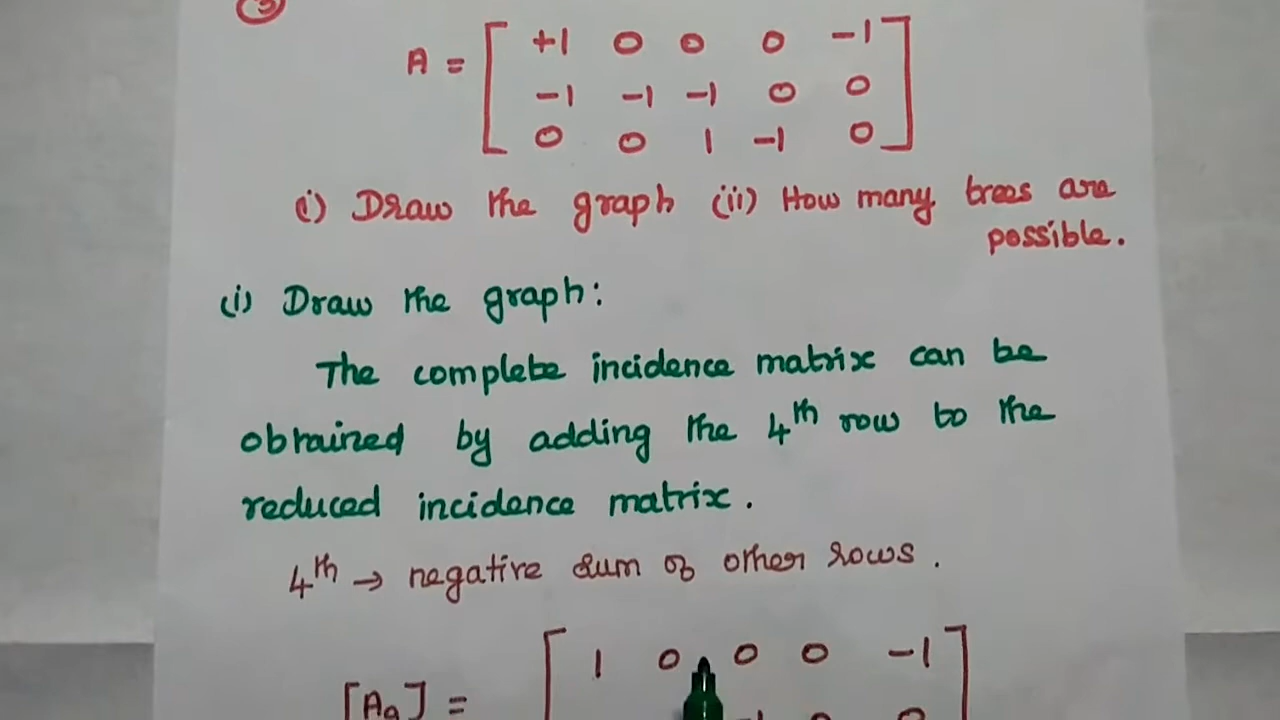 3
A = [ +1 0 0 0 -1
-1 -1 -1 0 0
0 0 1 -1 0 ]
(i) Draw the graph (ii) How many trees are
possible.
(i) Draw the graph:
The complete incidence matrix can be
obtained by adding the 4th row to the
reduced incidence matrix.
4th → negative sum of other rows.
[Aa] = [ 1 0 0 0 -1 ]